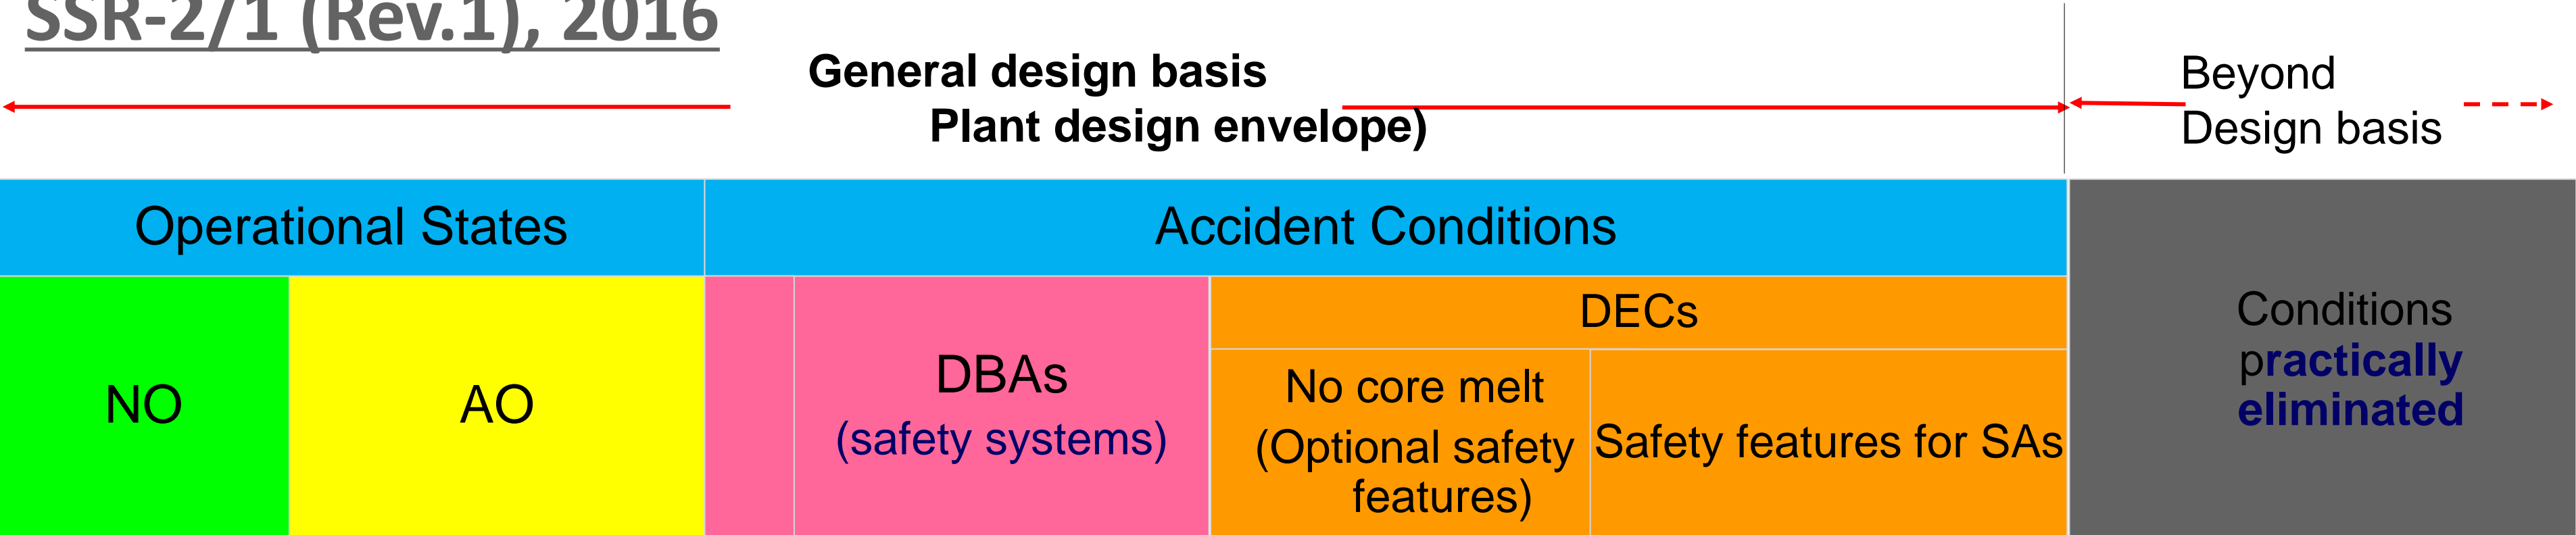 SSR-2/1 (Rev.1), 2016
General design basis
Plant design envelope)
Beyond
Design basis
Operational States
Accident Conditions
NO
AO
DBAs
(safety systems)
DECs
No core melt
(Optional safety
features)
Safety features for SAs
Conditions
practically
eliminated